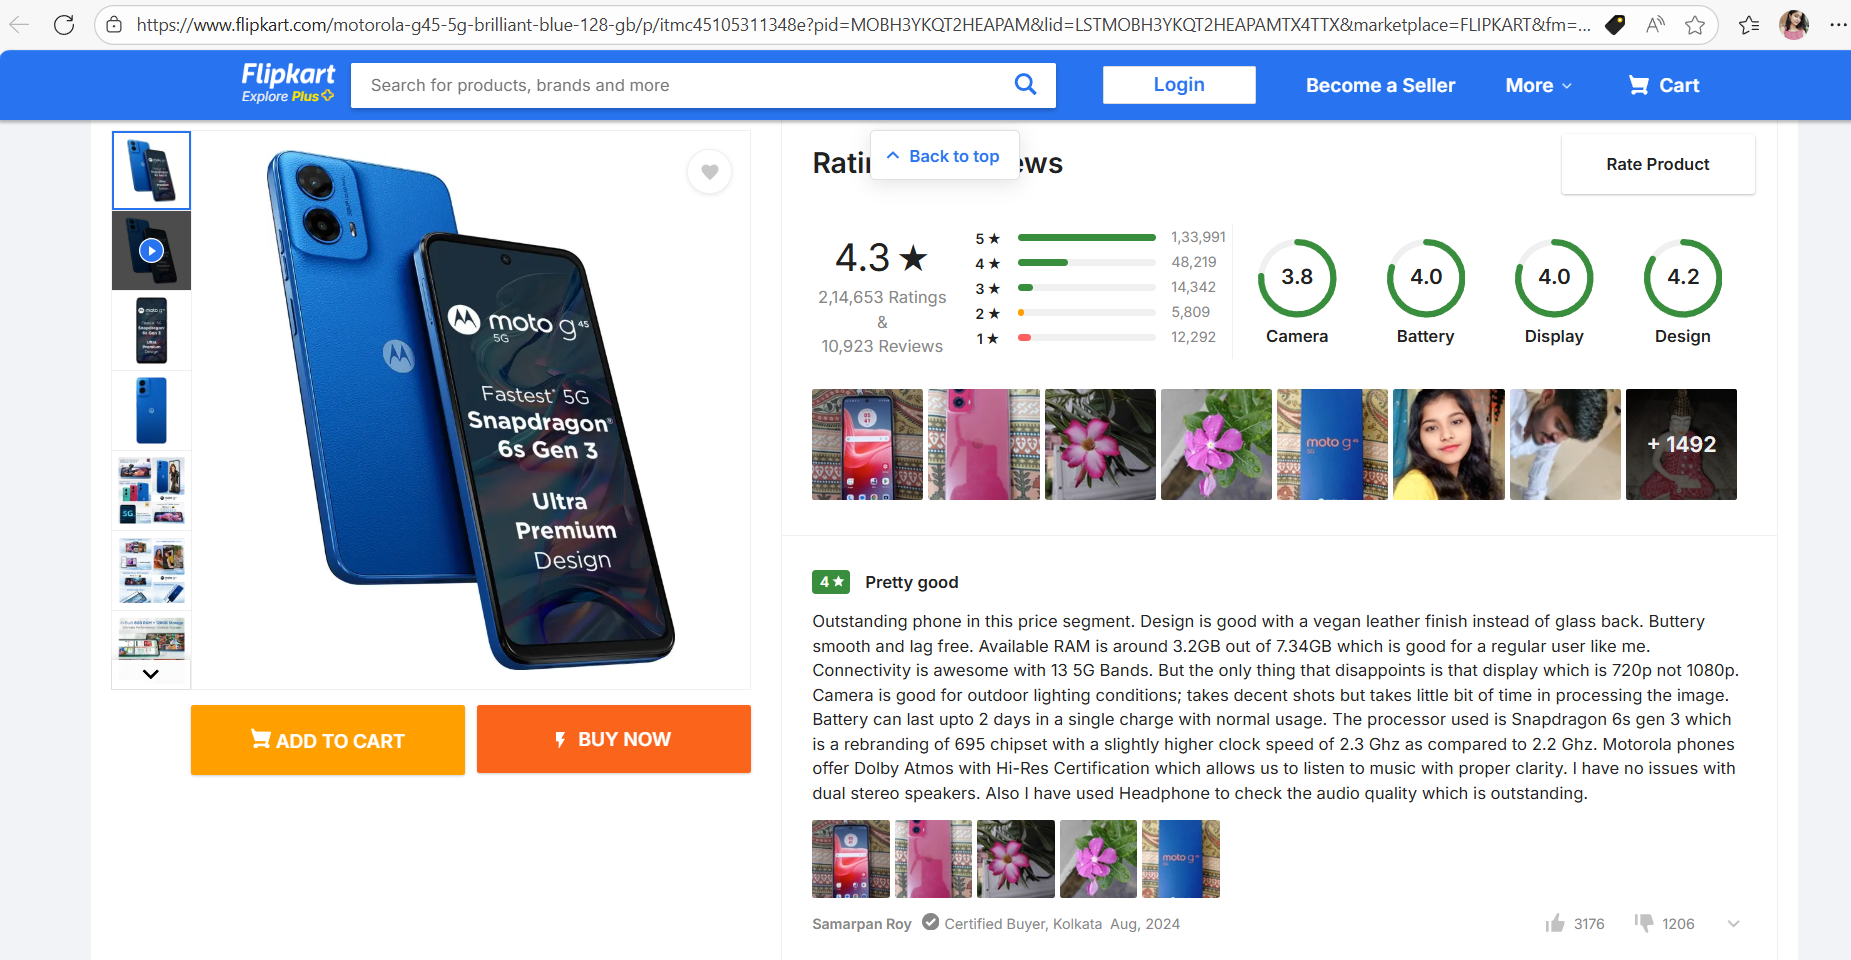 https://www.flipkart.com/motorola-g45-5g-brilliant-blue-128-gb/p/itmc45105311348e?pid=MOBH3YKQT2HEAPAM&lid=LSTMOBH3YKQT2HEAPAMTX4TTX&marketplace=FLIPKART&fm=...
Flipkart
Explore Plus
Search for products, brands and more
Login
Become a Seller
More
Cart
moto g45
5G
Fastest* 5G
Snapdragon®
6s Gen 3
Ultra
Premium
Design
ADD TO CART
BUY NOW
Back to top
Rate Product
4.3 ★
2,14,653 Ratings
&
10,923 Reviews
5 ★ 1,33,991
4 ★ 48,219
3 ★ 14,342
2 ★ 5,809
1 ★ 12,292
3.8
Camera
4.0
Battery
4.0
Display
4.2
Design
moto g
+ 1492
4 ★ Pretty good
Outstanding phone in this price segment. Design is good with a vegan leather finish instead of glass back. Buttery
smooth and lag free. Available RAM is around 3.2GB out of 7.34GB which is good for a regular user like me.
Connectivity is awesome with 13 5G Bands. But the only thing that disappoints is that display which is 720p not 1080p.
Camera is good for outdoor lighting conditions; takes decent shots but takes little bit of time in processing the image.
Battery can last upto 2 days in a single charge with normal usage. The processor used is Snapdragon 6s gen 3 which
is a rebranding of 695 chipset with a slightly higher clock speed of 2.3 Ghz as compared to 2.2 Ghz. Motorola phones
offer Dolby Atmos with Hi-Res Certification which allows us to listen to music with proper clarity. I have no issues with
dual stereo speakers. Also I have used Headphone to check the audio quality which is outstanding.
moto g
Samarpan Roy Certified Buyer, Kolkata Aug, 2024
3176
1206